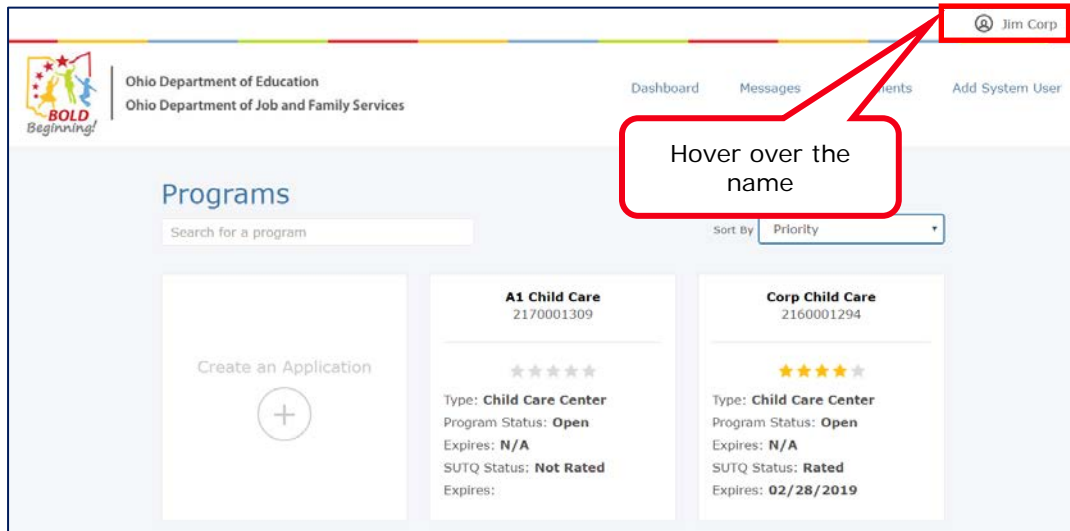 Jim Corp
BOLD
Beginning!
Ohio Department of Education
Ohio Department of Job and Family Services
Dashboard Messages ents Add System User
Hover over the
name
Programs
Search for a program
Sort By Priority
Create an Application
A1 Child Care
2170001309
Type: Child Care Center
Program Status: Open
Expires: N/A
SUTQ Status: Not Rated
Expires:
Corp Child Care
2160001294
Type: Child Care Center
Program Status: Open
Expires: N/A
SUTQ Status: Rated
Expires: 02/28/2019